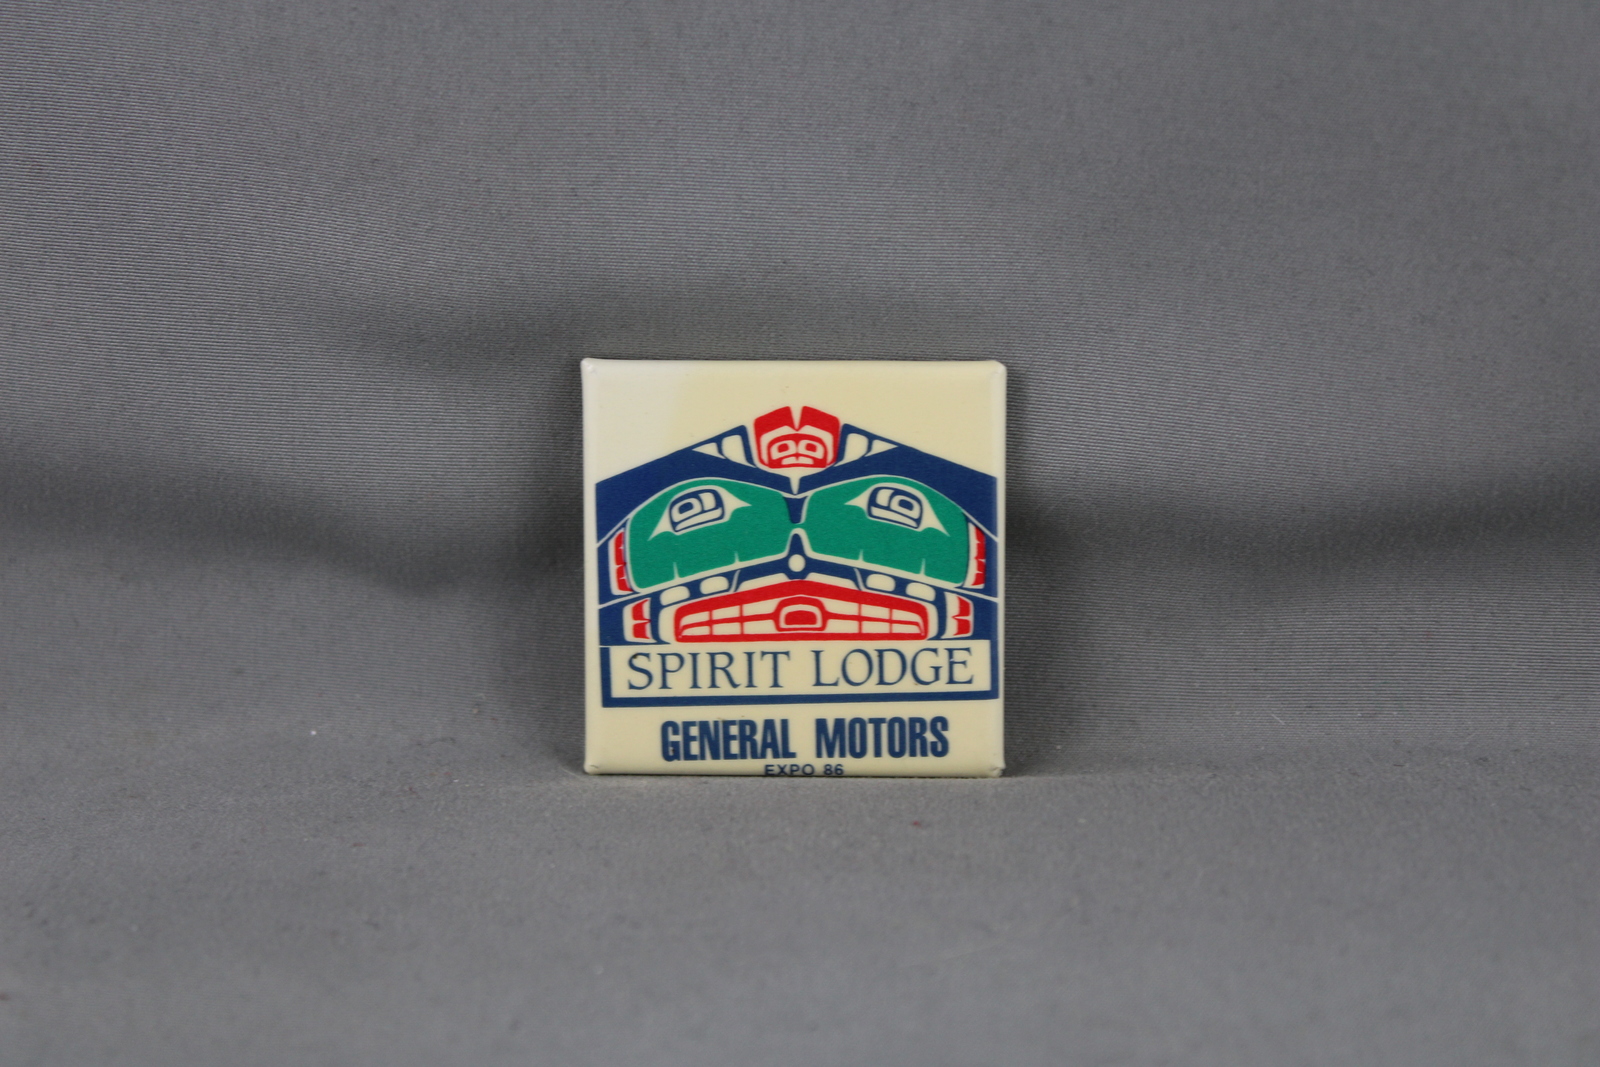 SPIRIT LODGE
GENERAL MOTORS
EXPO 86